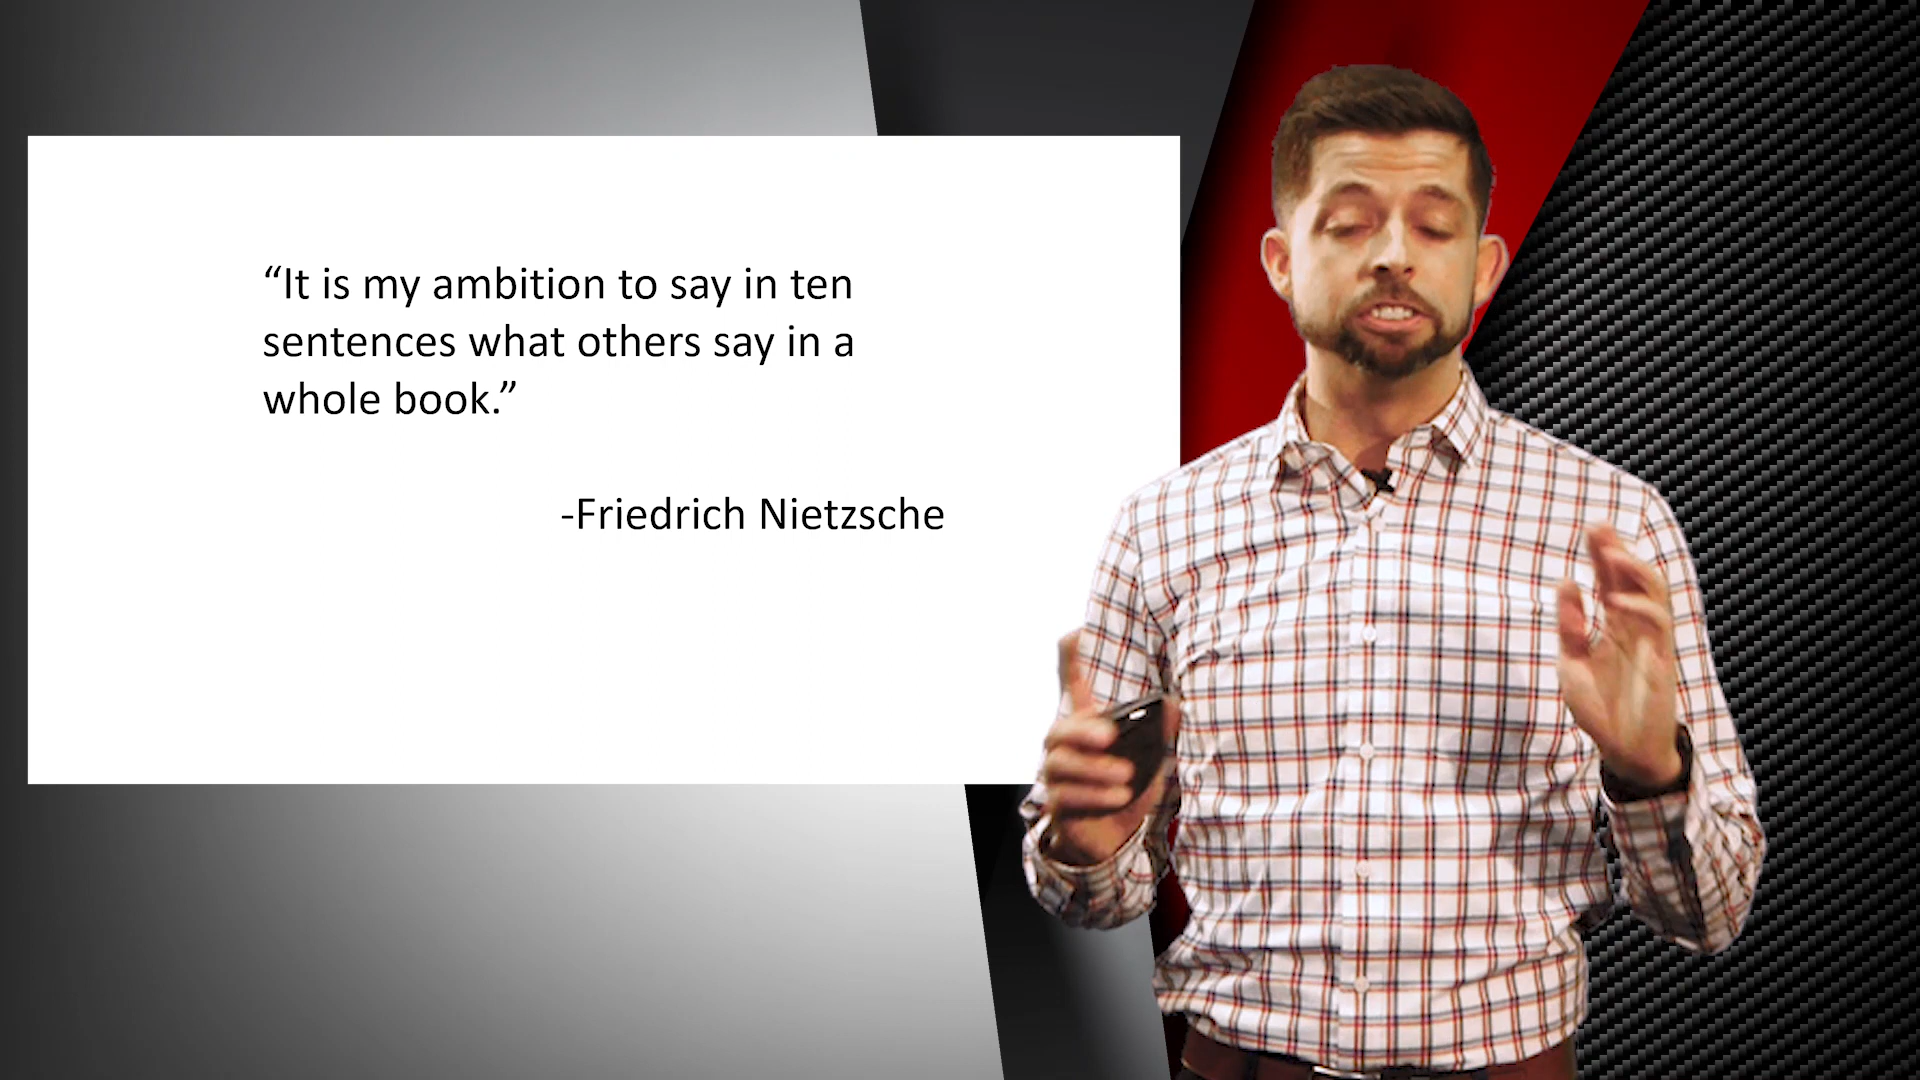 “It is my ambition to say in ten
sentences what others say in a
whole book.”
-Friedrich Nietzsche